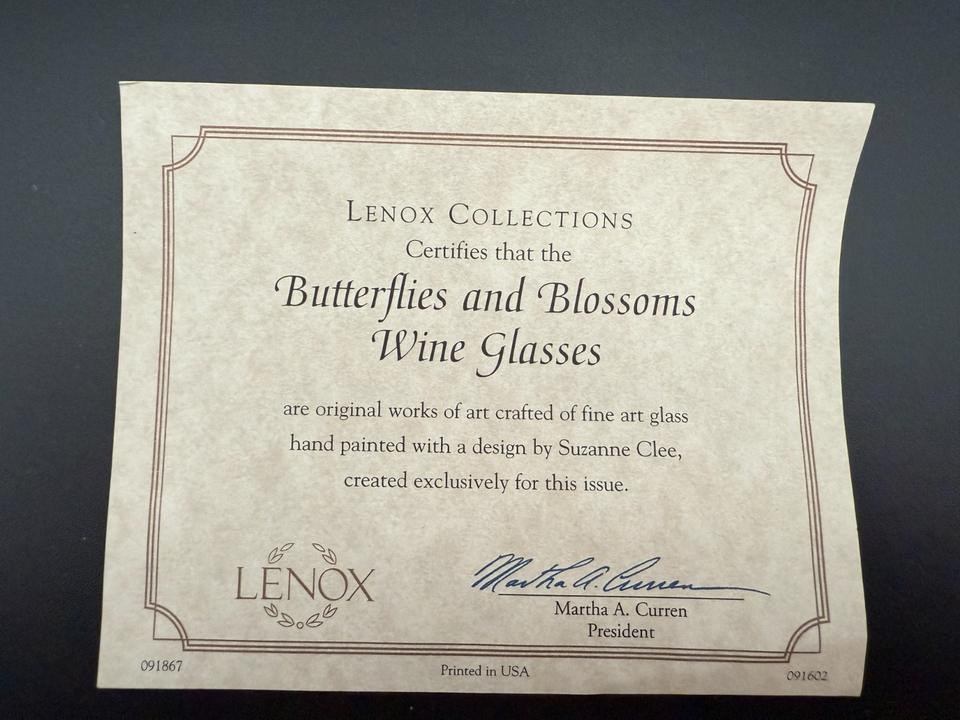 LENOX COLLECTIONS
Certifies that the
Butterflies and Blossoms
Wine Glasses
are original works of art crafted of fine art glass
hand painted with a design by Suzanne Clee,
created exclusively for this issue.
LENOX
Martha A. Curren
Martha A. Curren
President
091867
Printed in USA
091602